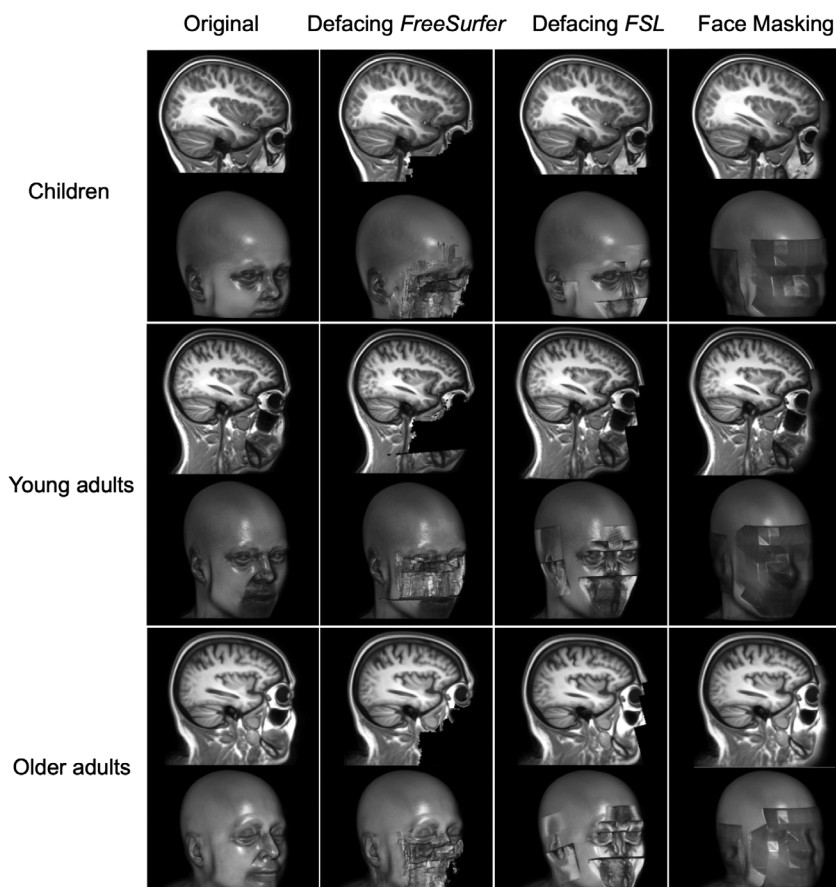 Original
Defacing FreeSurfer
Defacing FSL
Face Masking
Children
Young adults
Older adults